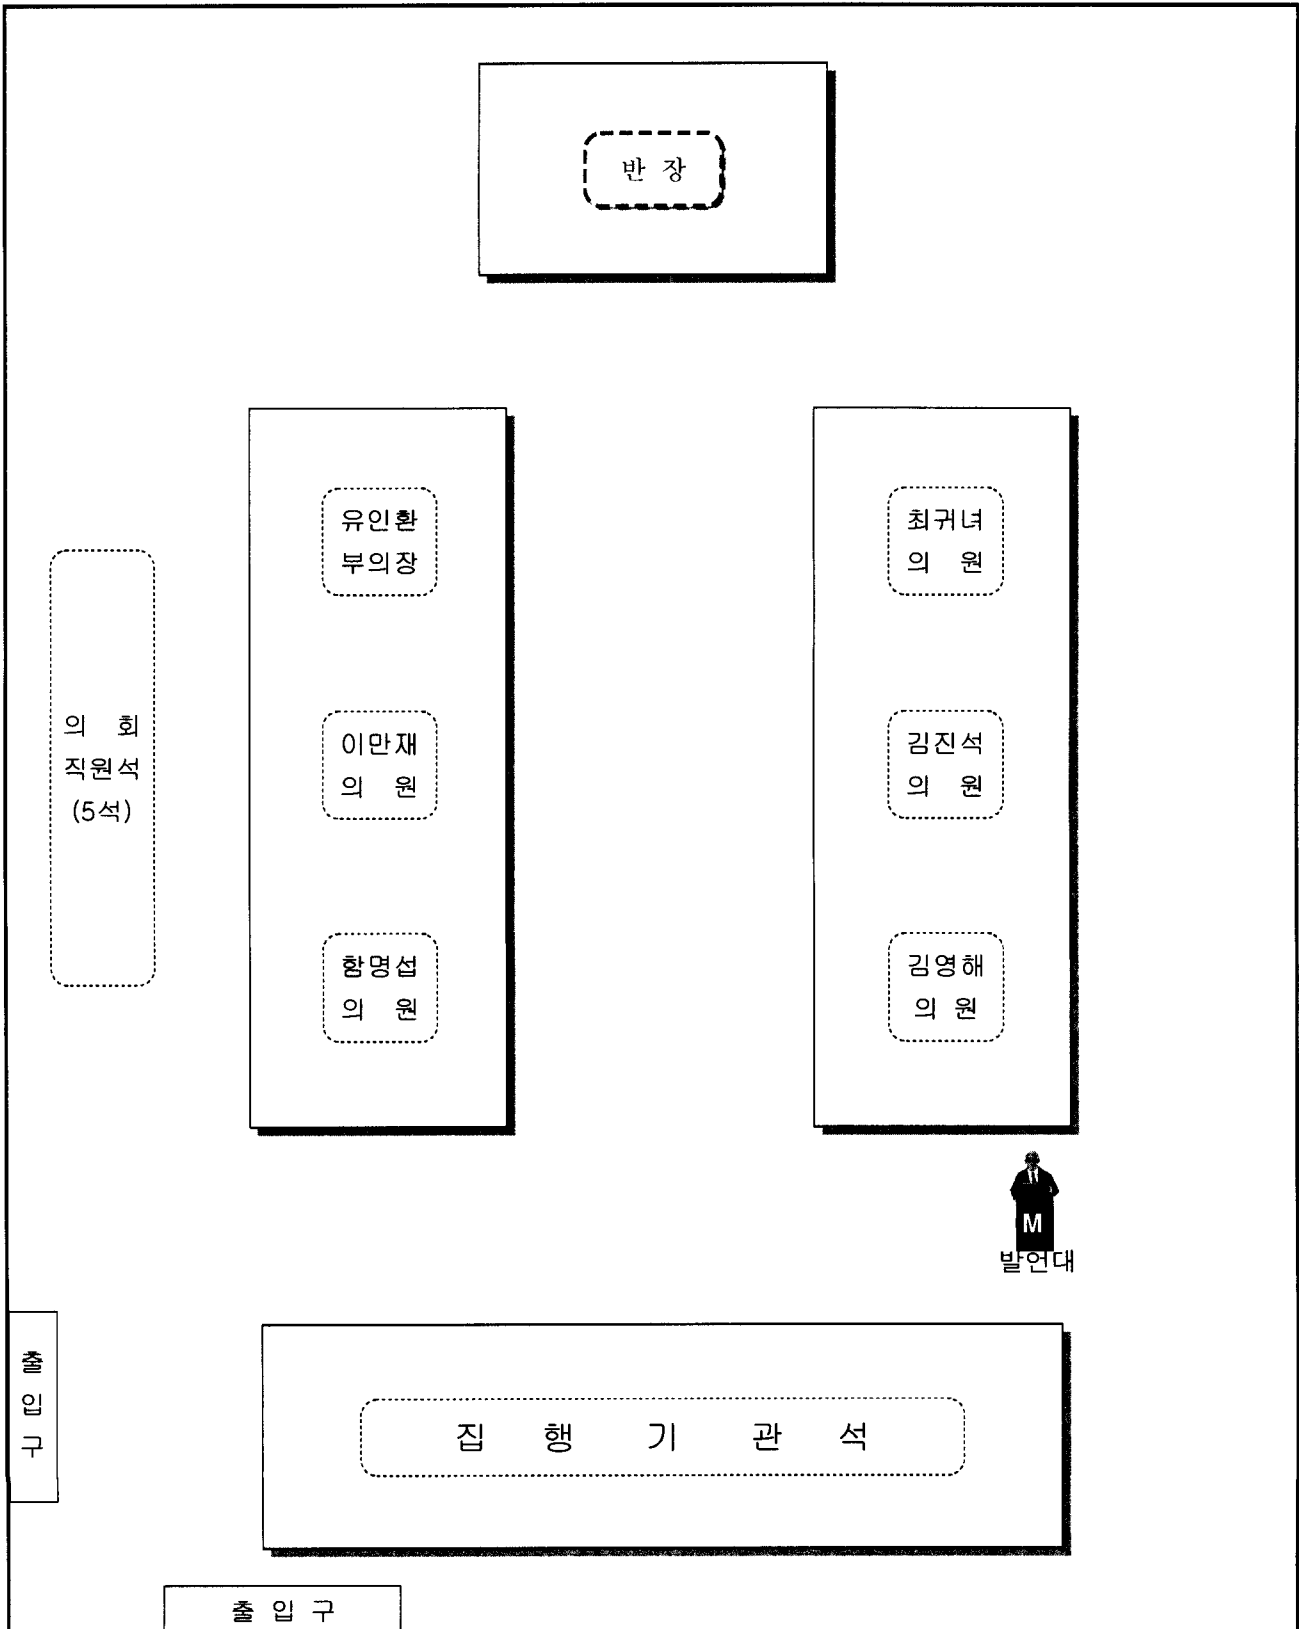 반 장
유인환
부의장
최귀녀
의 원
의 회
직원석
(5석)
이만재
의 원
김진석
의 원
함명섭
의 원
김영해
의 원
M
발언대
출
입
구
집 행 기 관 석
출 입 구